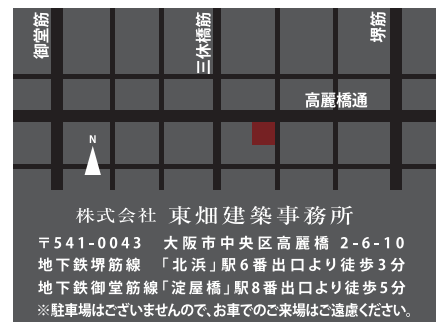 御堂筋
三休橋筋
堺筋
高麗橋通
N
株式会社 東畑建築事務所
〒541-0043 大阪市中央区高麗橋 2-6-10
地下鉄堺筋線 「北浜」駅6番出口より徒歩3分
地下鉄御堂筋線「淀屋橋」駅8番出口より徒歩5分
※駐車場はございませんので、お車でのご来場はご遠慮ください。